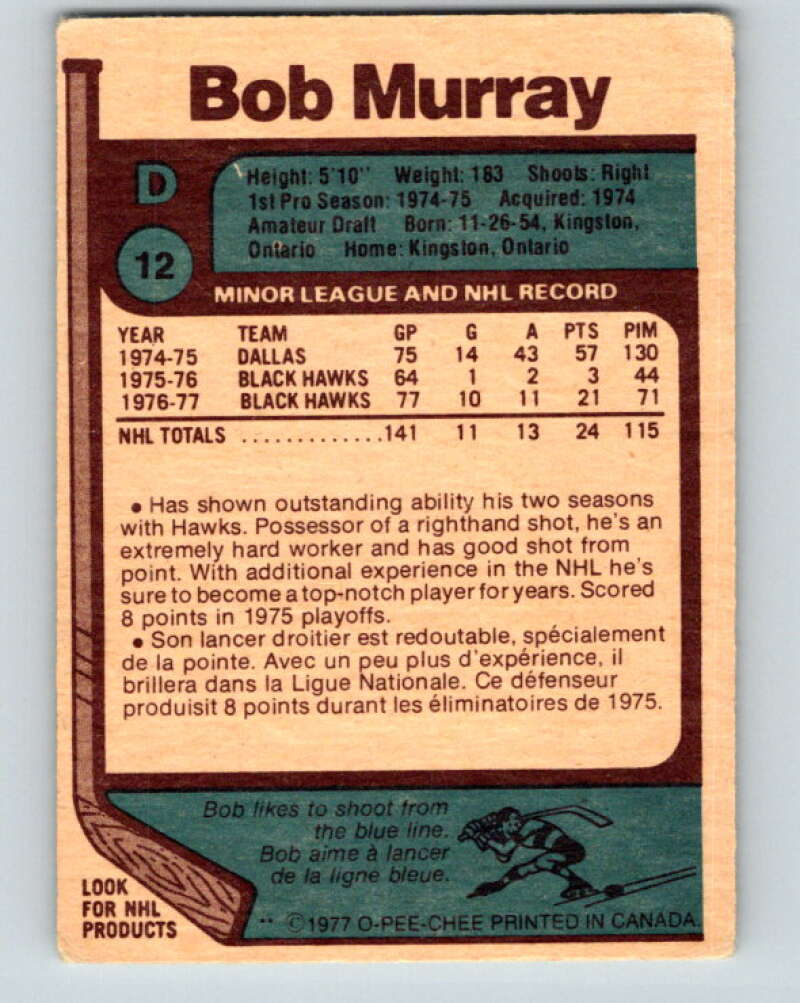 Bob Murray
D
Height: 5'10" Weight: 183 Shoots: Right
1st Pro Season: 1974-75 Acquired: 1974
Amateur Draft Born: 11-26-54, Kingston,
Ontario Home: Kingston, Ontario
12
MINOR LEAGUE AND NHL RECORD
YEAR TEAM GP G A PTS PIM
1974-75 DALLAS 75 14 43 57 130
1975-76 BLACK HAWKS 64 1 2 3 44
1976-77 BLACK HAWKS 77 10 11 21 71
NHL TOTALS .............141 11 13 24 115
• Has shown outstanding ability his two seasons
with Hawks. Possessor of a righthand shot, he's an
extremely hard worker and has good shot from
point. With additional experience in the NHL he's
sure to become a top-notch player for years. Scored
8 points in 1975 playoffs.
• Son lancer droitier est redoutable, spécialement
de la pointe. Avec un peu plus d'expérience, il
brillera dans la Ligue Nationale. Ce défenseur
produisit 8 points durant les éliminatoires de 1975.
Bob likes to shoot from
the blue line.
Bob aime à lancer
de la ligne bleue.
LOOK
FOR NHL
PRODUCTS
** ©1977 O-PEE-CHEE PRINTED IN CANADA.